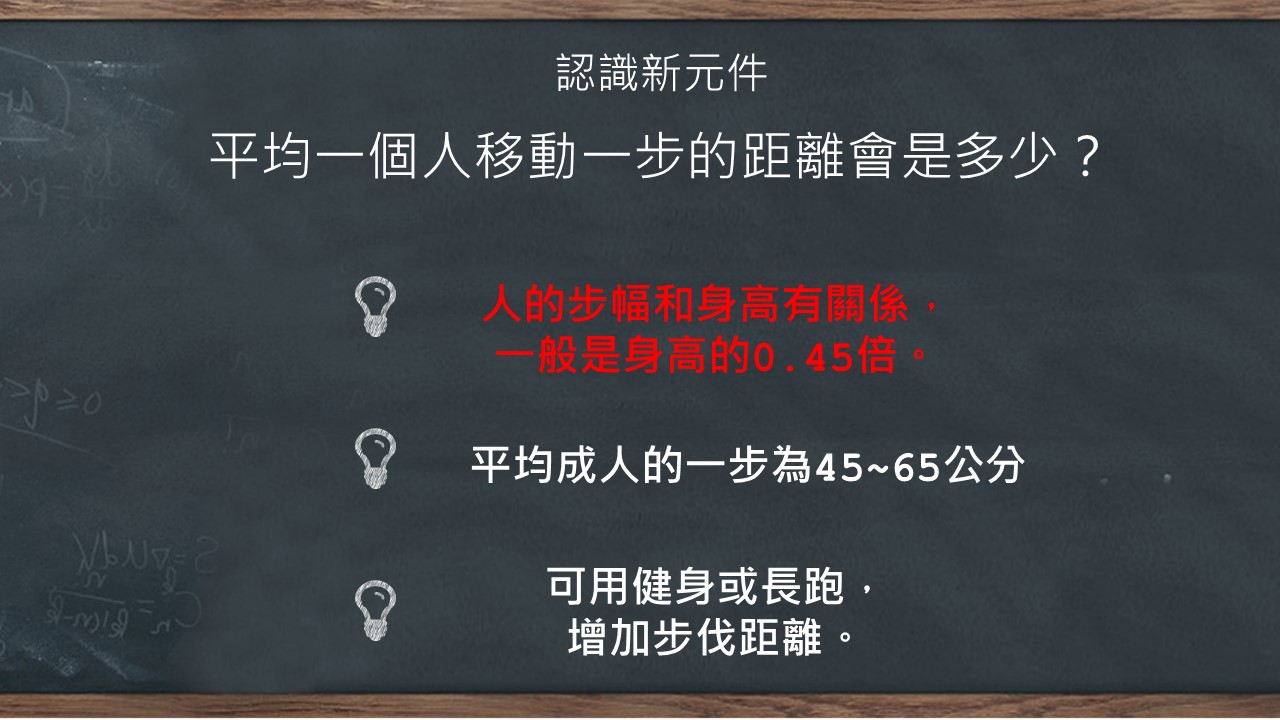 認識新元件
平均一個人移動一步的距離會是多少？
人的步幅和身高有關係，
一般是身高的0.45倍。
平均成人的一步為45~65公分
可用健身或長跑，
增加步伐距離。